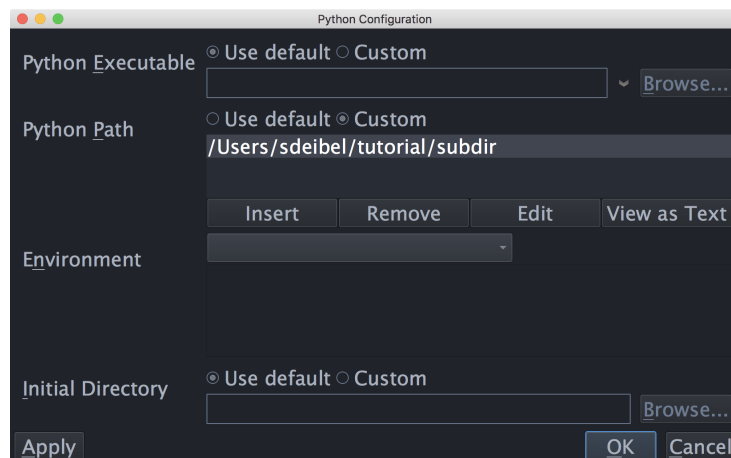 Python Configuration
Python Executable
Use default Custom
Browse...
Python Path
Use default Custom
/Users/sdeibel/tutorial/subdir
Insert Remove Edit View as Text
Environment
Initial Directory
Use default Custom
Browse...
Apply OK Cancel